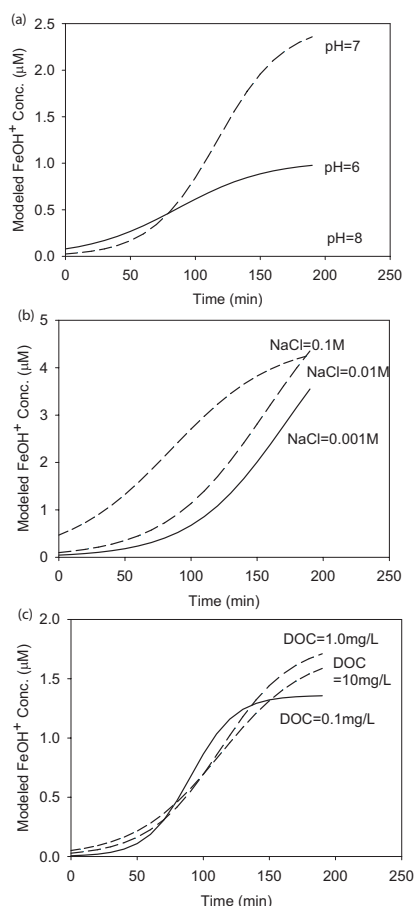 (a)
2.5
2.0
1.5
1.0
0.5
0.0
Modeled FeOH⁺ Conc. (μM)
pH=7
pH=6
pH=8
0 50 100 150 200 250
Time (min)
(b)
5
4
3
2
1
0
Modeled FeOH⁺ Conc. (μM)
NaCl=0.1M
NaCl=0.01M
NaCl=0.001M
0 50 100 150 200 250
Time (min)
(c)
2.0
1.5
1.0
0.5
0.0
Modeled FeOH⁺ Conc. (μM)
DOC=1.0mg/L
DOC
=10mg/L
DOC=0.1mg/L
0 50 100 150 200 250
Time (min)